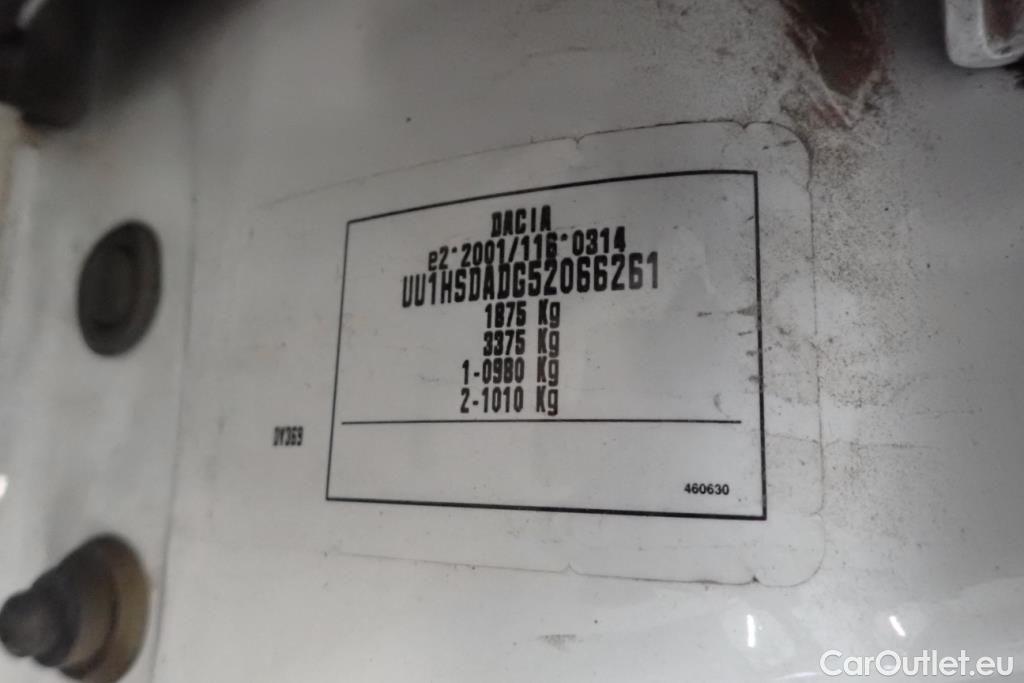 DACIA
e2*2001/116*0314
UU1HSDADG52066261
1875 Kg
3375 Kg
1-0980 Kg
2-1010 Kg
DV369
460630
CarOutlet.eu